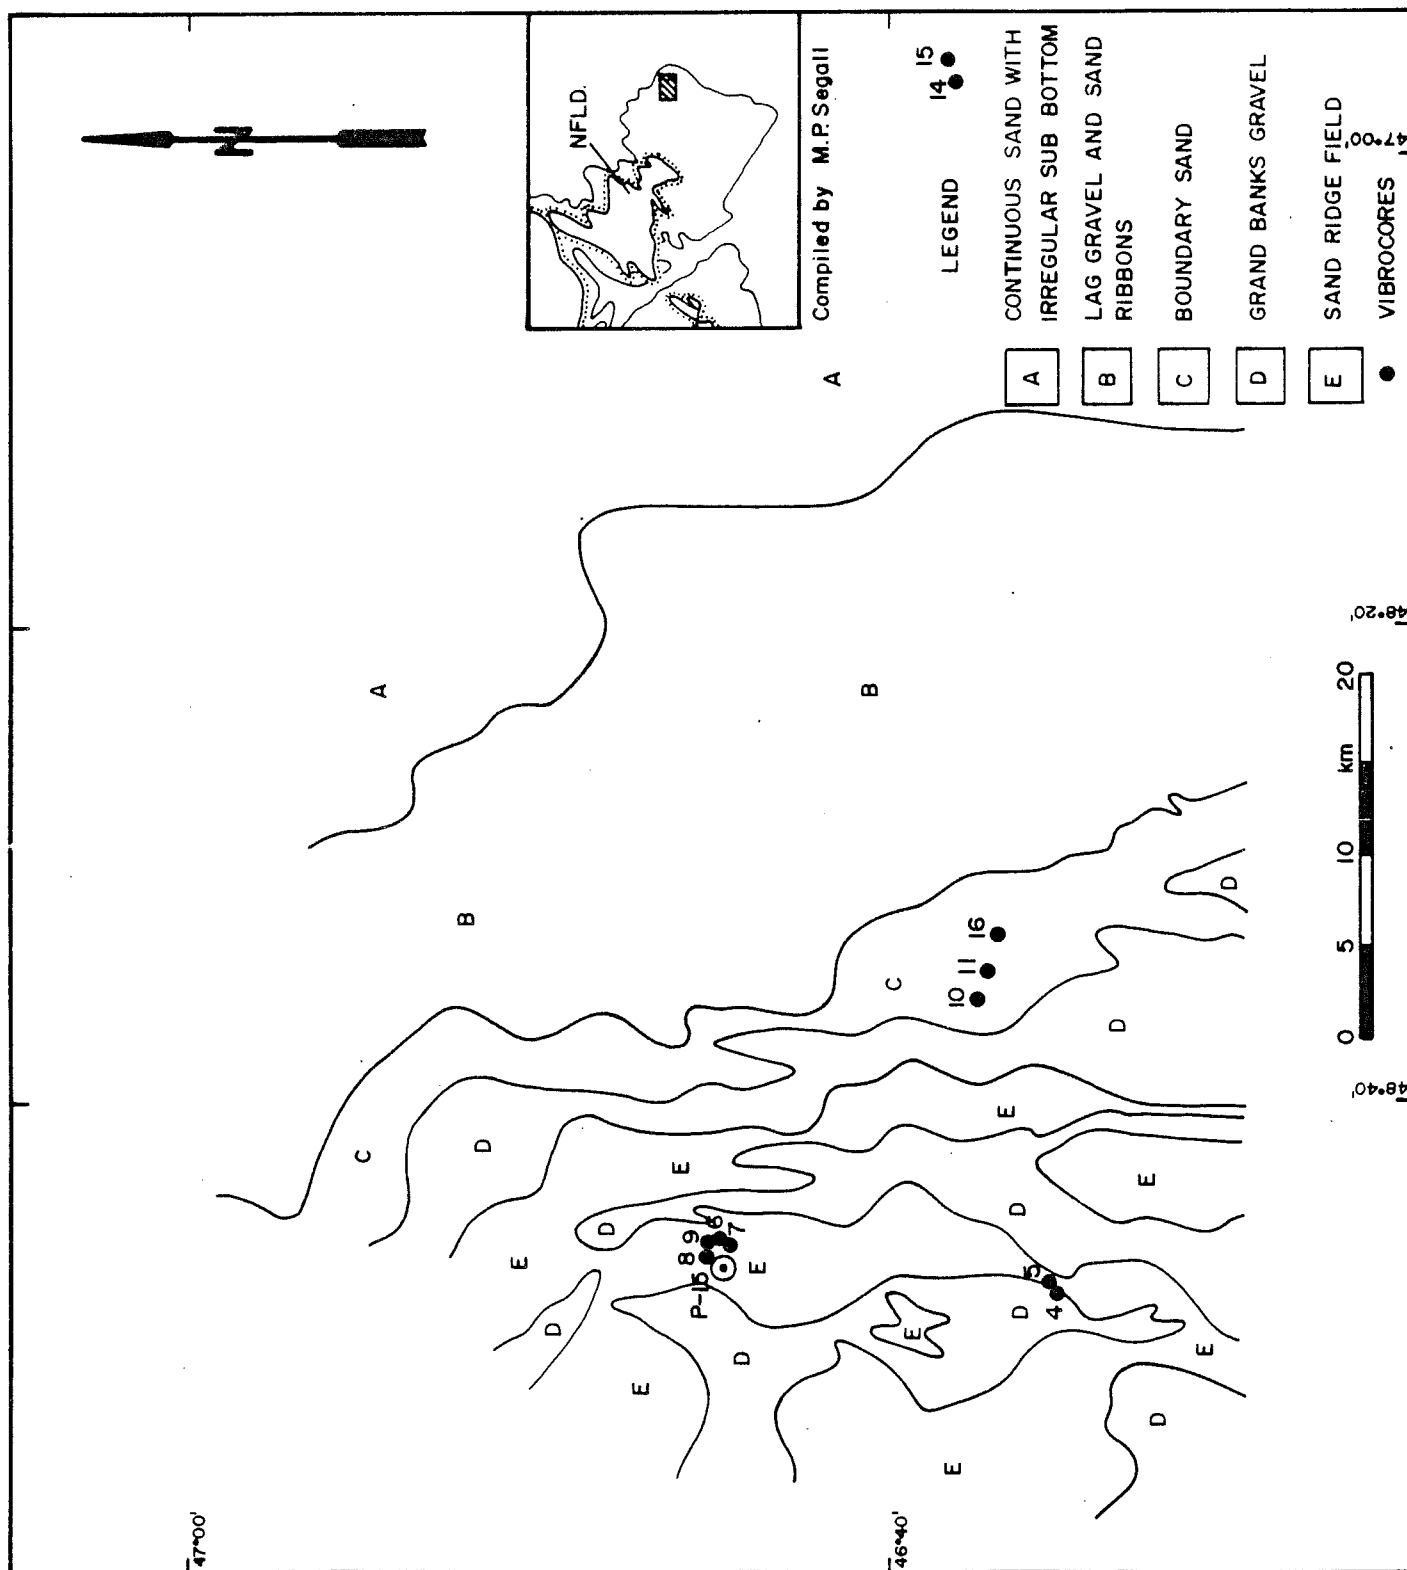 N
NFLD.
Compiled by M.P. Segall
LEGEND
14 15
A CONTINUOUS SAND WITH
IRREGULAR SUB BOTTOM
B LAG GRAVEL AND SAND
RIBBONS
C BOUNDARY SAND
D GRAND BANKS GRAVEL
E SAND RIDGE FIELD
● VIBROCORES
47°00'
48°20'
48°40'
47°00'
46°40'
0 5 10 km 20
A
A
B
B
C
C
D
D
D
D
D
D
D
D
D
E
E
E
E
E
E
E
E
E
10
11
16
P-15
8
9
6
7
4
5